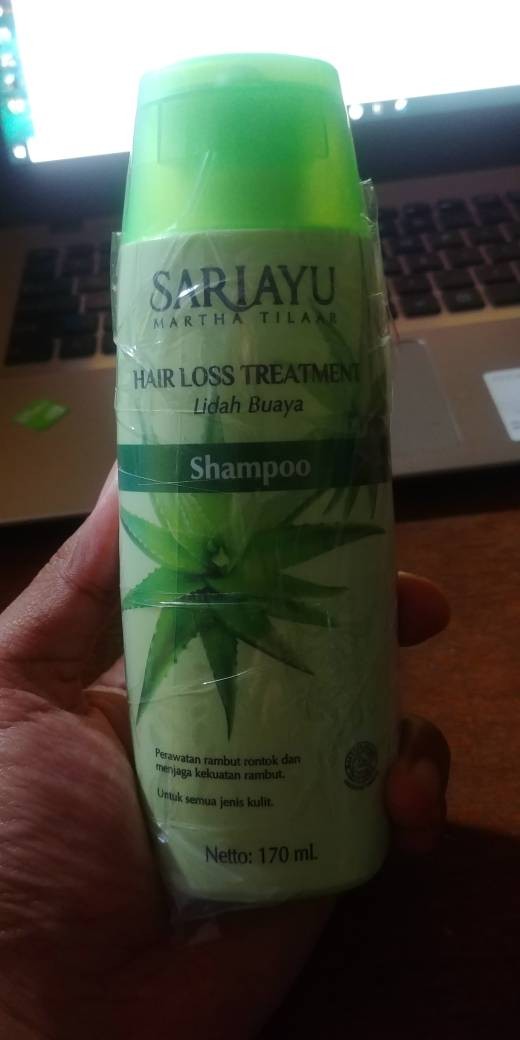 SARIAYU
MARTHA TILAAR
HAIR LOSS TREATMENT
Lidah Buaya
Shampoo
Perawatan rambut rontok dan
menjaga kekuatan rambut.
Untuk semua jenis kulit.
Netto: 170 mL